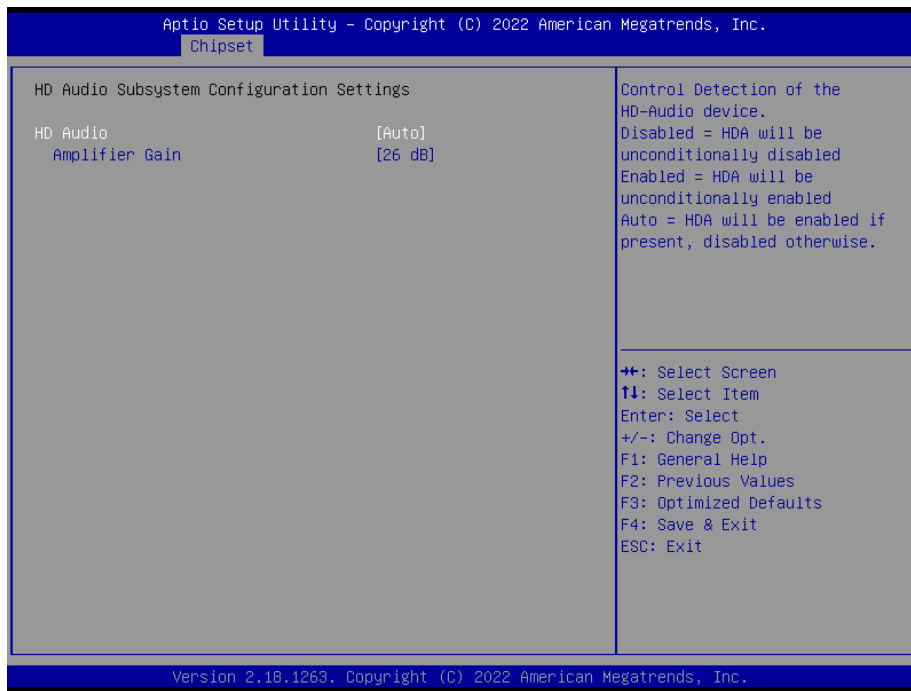 Aptio Setup Utility – Copyright (C) 2022 American Megatrends, Inc.
Chipset
HD Audio Subsystem Configuration Settings
HD Audio [Auto]
Amplifier Gain [26 dB]
Control Detection of the
HD-Audio device.
Disabled = HDA will be
unconditionally disabled
Enabled = HDA will be
unconditionally enabled
Auto = HDA will be enabled if
present, disabled otherwise.
→←: Select Screen
↑↓: Select Item
Enter: Select
+/-: Change Opt.
F1: General Help
F2: Previous Values
F3: Optimized Defaults
F4: Save & Exit
ESC: Exit
Version 2.18.1263. Copyright (C) 2022 American Megatrends, Inc.